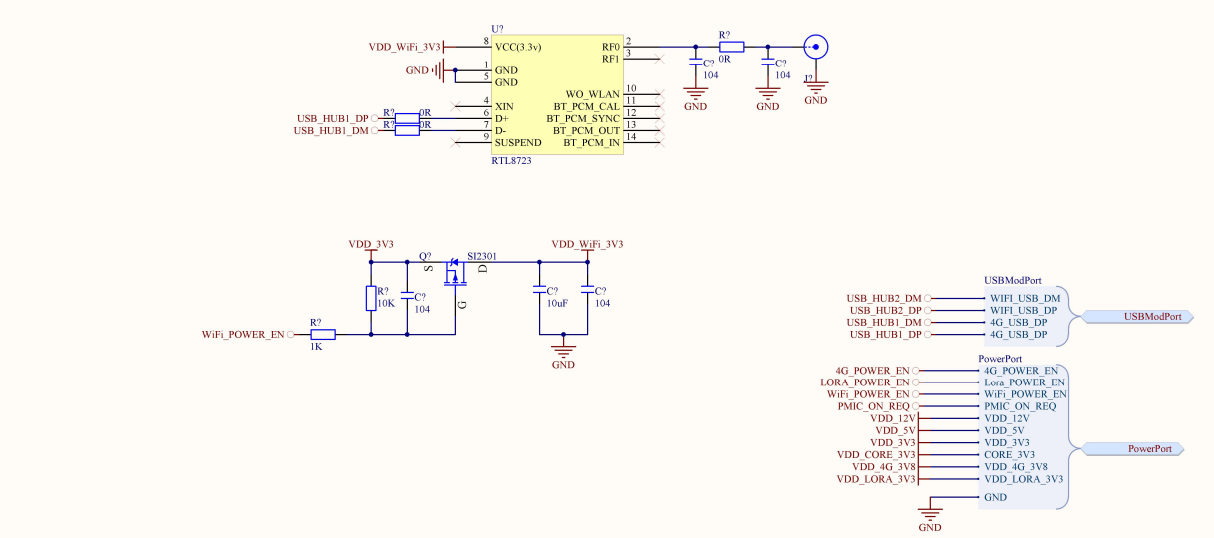 U?
VDD_WiFi_3V3 8 VCC(3.3v) RF0 2 R?
RF1 3 C? 0R C?
GND 1 GND 104 104 J?
5 GND
GND GND GND
WO_WLAN 10
4 XIN BT_PCM_CAL 11
USB_HUB1_DP R? 0R 6 D+ BT_PCM_SYNC 12
USB_HUB1_DM R? 0R 7 D- BT_PCM_OUT 13
9 SUSPEND BT_PCM_IN 14
RTL8723
VDD_3V3 VDD_WiFi_3V3
Q? SI2301
S D
R? C? C? C?
10K 104 G 10uF 104
WiFi_POWER_EN R?
1K
GND
USBModPort
USB_HUB2_DM WIFI_USB_DM
USB_HUB2_DP WIFI_USB_DP
USB_HUB1_DM 4G_USB_DP
USB_HUB1_DP 4G_USB_DP
USBModPort
PowerPort
4G_POWER_EN 4G_POWER_EN
LORA_POWER_EN Lora_POWER_EN
WiFi_POWER_EN WiFi_POWER_EN
PMIC_ON_REQ PMIC_ON_REQ
VDD_12V VDD_12V
VDD_5V VDD_5V
VDD_3V3 VDD_3V3
VDD_CORE_3V3 CORE_3V3
VDD_4G_3V8 VDD_4G_3V8
VDD_LORA_3V3 VDD_LORA_3V3
PowerPort
GND
GND